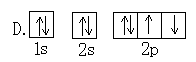 D. ↑↓ ↑↓ ↑↓ ↑ ↓
1s 2s 2p